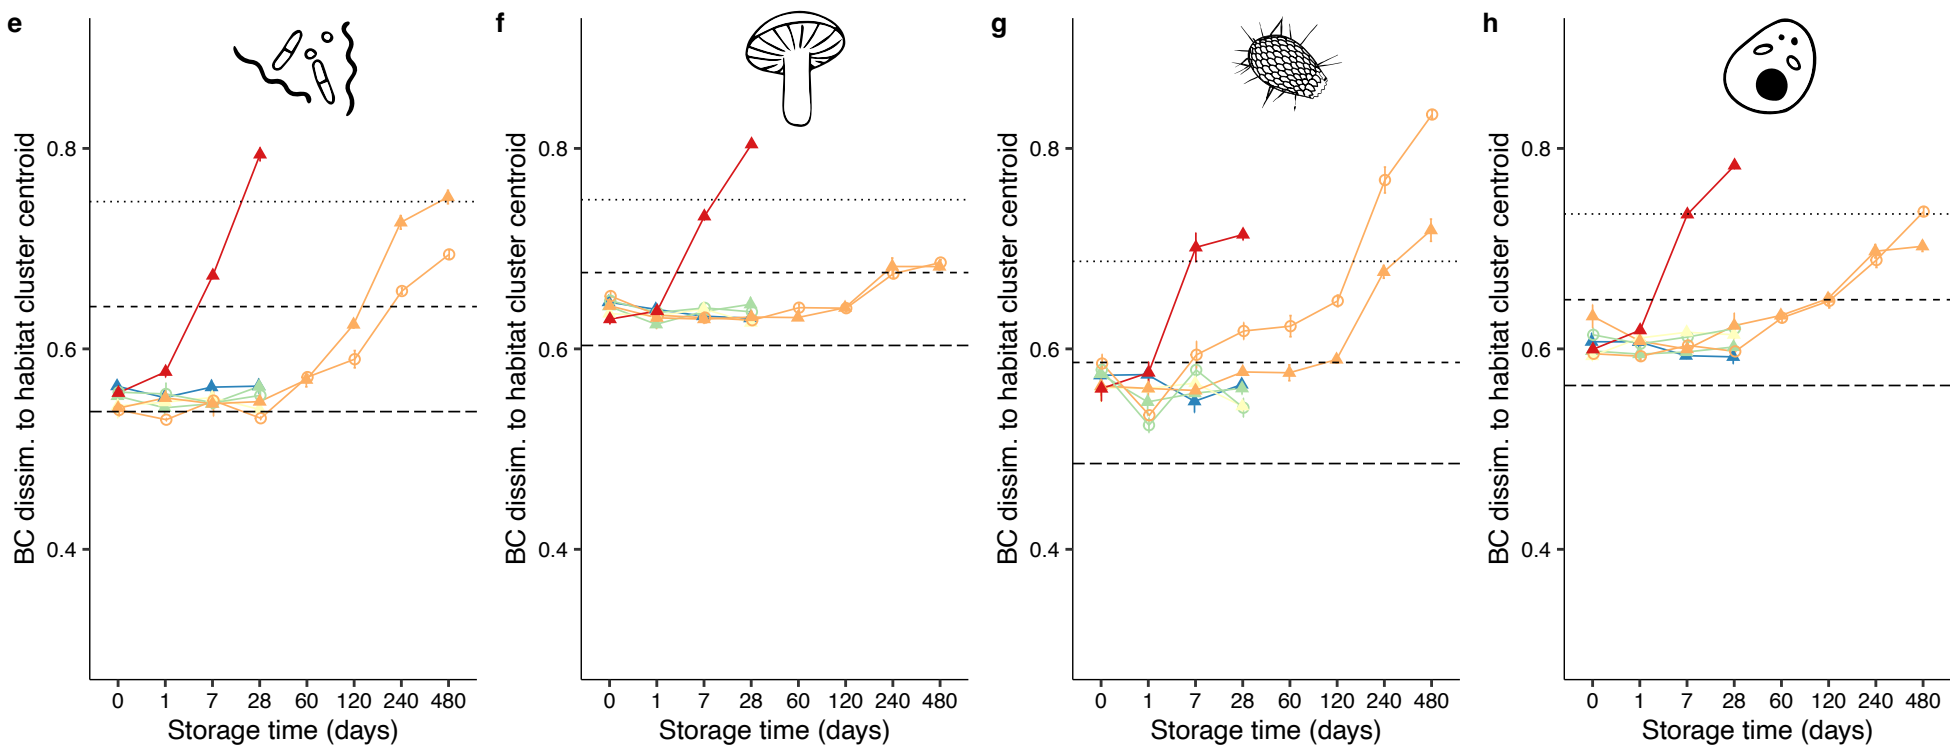 e
BC dissim. to habitat cluster centroid
0.8
0.6
0.4
0 1 7 28 60 120 240 480
Storage time (days)
f
BC dissim. to habitat cluster centroid
0.8
0.6
0.4
0 1 7 28 60 120 240 480
Storage time (days)
g
BC dissim. to habitat cluster centroid
0.8
0.6
0.4
0 1 7 28 60 120 240 480
Storage time (days)
h
BC dissim. to habitat cluster centroid
0.8
0.6
0.4
0 1 7 28 60 120 240 480
Storage time (days)